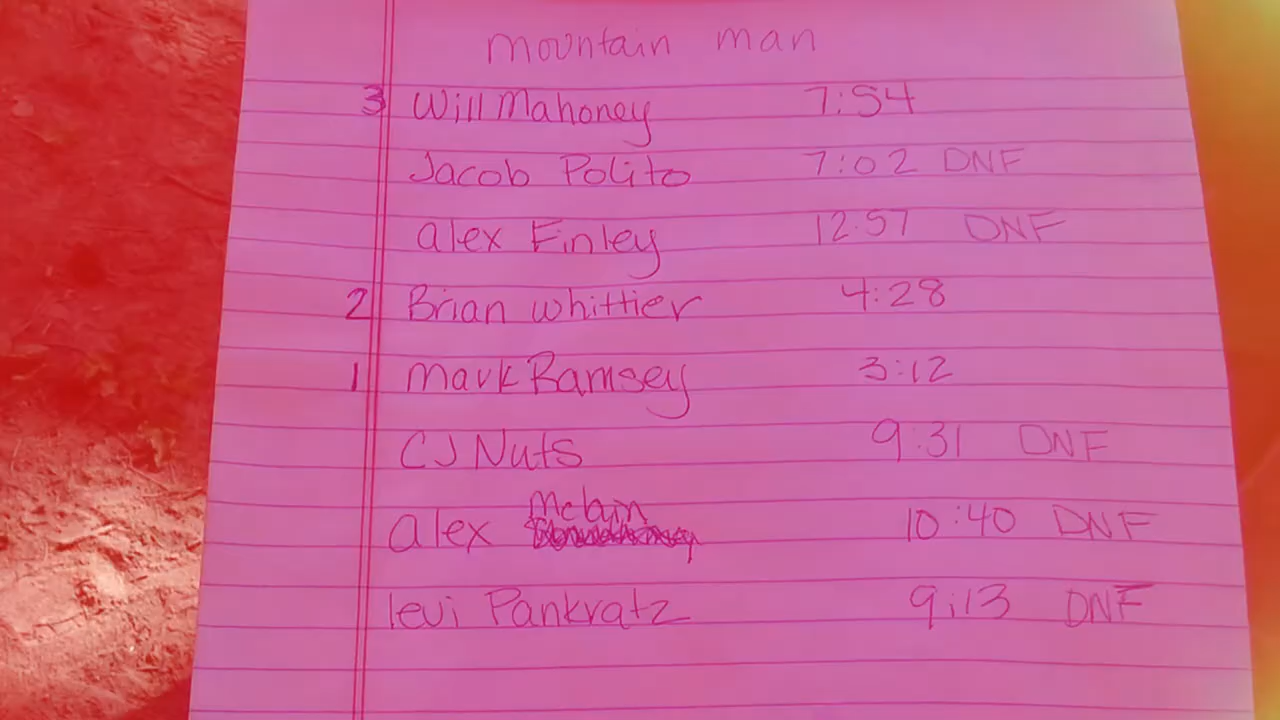 mountain man
3 Will Mahoney 7:54
Jacob Polito 7:02 DNF
alex Finley 12:57 DNF
2 Brian whittier 4:28
1 mark Ramsey 3:12
CJ Nuts 9:31 DNF
alex Mcbain 10:40 DNF
levi Pankratz 9:13 DNF